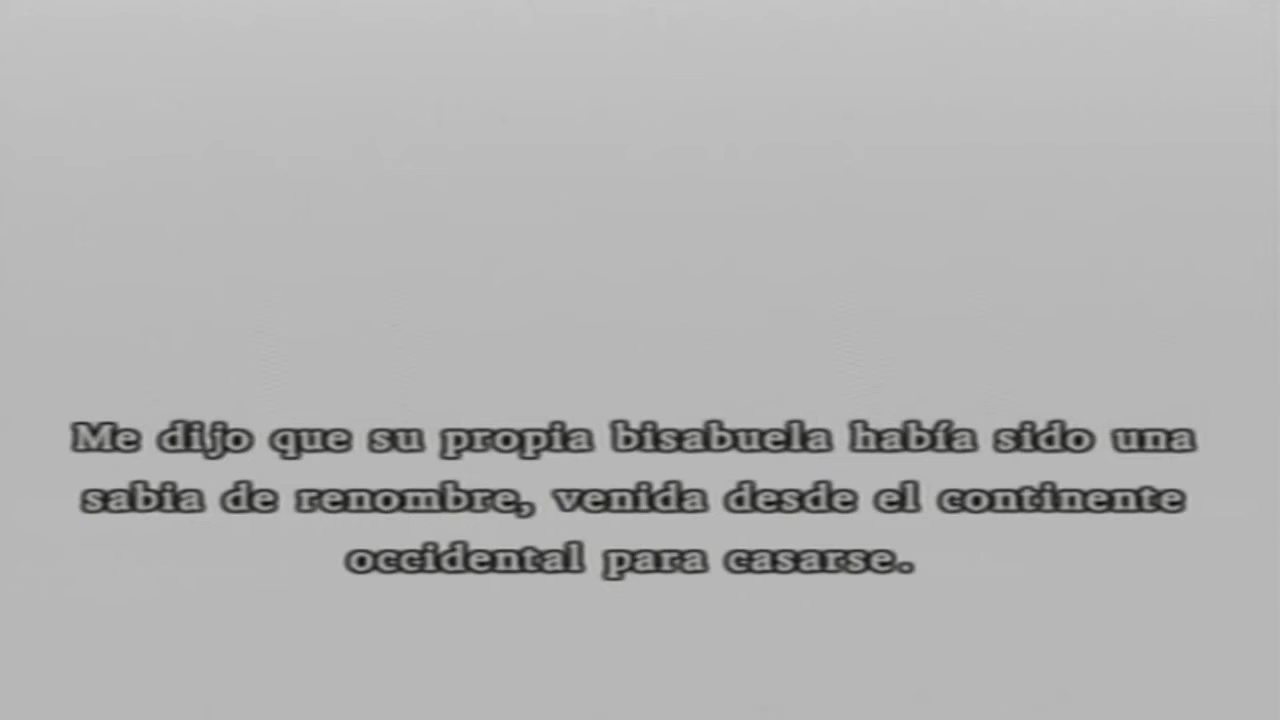 Me dijo que su propia bisabuela había sido una
sabia de renombre, venida desde el continente
occidental para casarse.